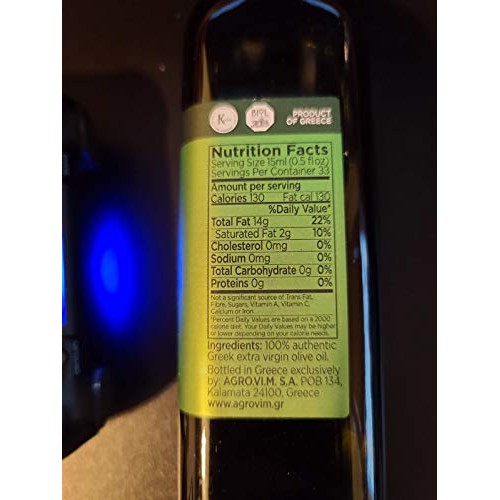 K
PRODUCT
OF GREECE
Nutrition Facts
Serving Size 15ml (0.5 fl oz)
Servings Per Container 33
Amount per serving
Calories 130 Fat cal 130
%Daily Value*
Total Fat 14g 22%
Saturated Fat 2g 10%
Cholesterol 0mg 0%
Sodium 0mg 0%
Total Carbohydrate 0g 0%
Proteins 0g 0%
Not a significant source of Trans Fat,
Fibre, Sugars, Vitamin A, Vitamin C,
Calcium or Iron.
*Percent Daily Values are based on a 2000
calorie diet. Your Daily Values may be higher
or lower depending on your calorie needs.
Ingredients: 100% authentic
Greek extra virgin olive oil.
Bottled in Greece exclusively
by: AGRO.VI.M. S.A. POB 134,
Kalamata 24100, Greece
www.agrovim.gr